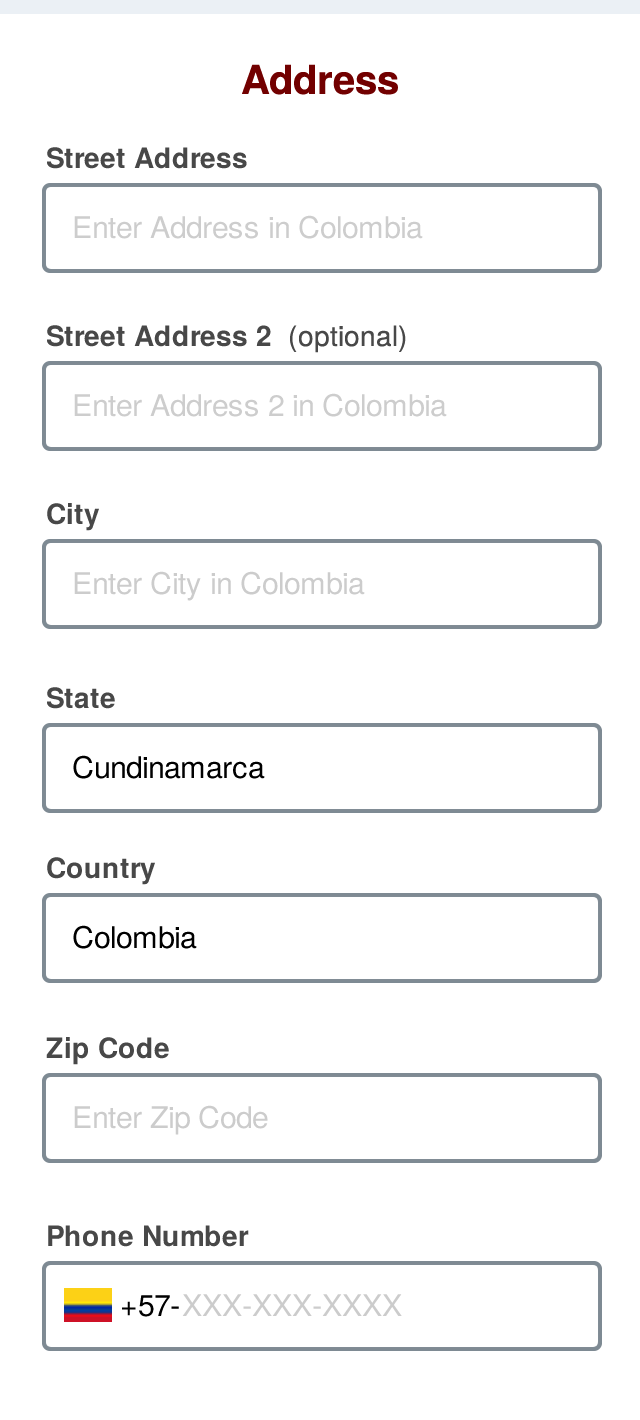 Address
Street Address
Enter Address in Colombia
Street Address 2 (optional)
Enter Address 2 in Colombia
City
Enter City in Colombia
State
Cundinamarca
Country
Colombia
Zip Code
Enter Zip Code
Phone Number
+57-XXX-XXX-XXXX